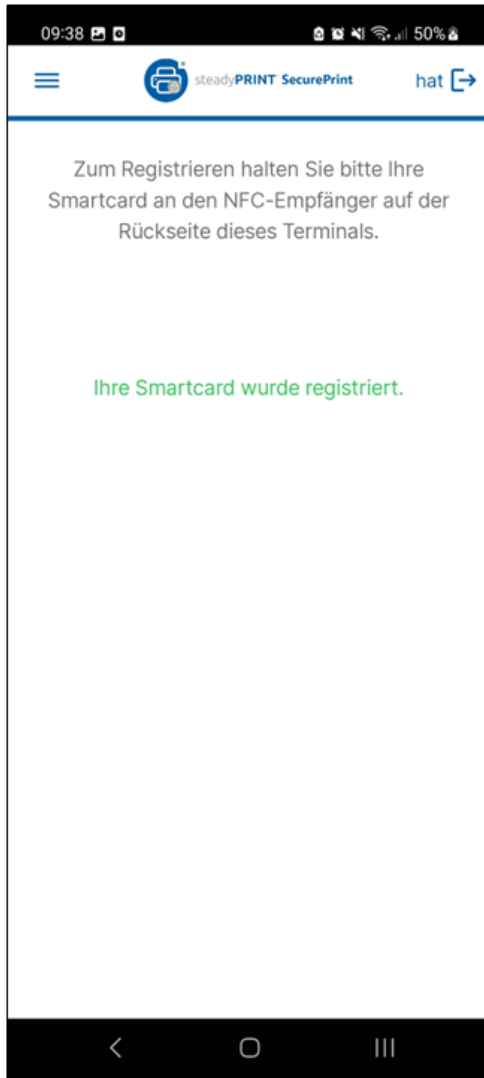 09:38 50%
steadyPRINT SecurePrint hat
Zum Registrieren halten Sie bitte Ihre
Smartcard an den NFC-Empfänger auf der
Rückseite dieses Terminals.
Ihre Smartcard wurde registriert.